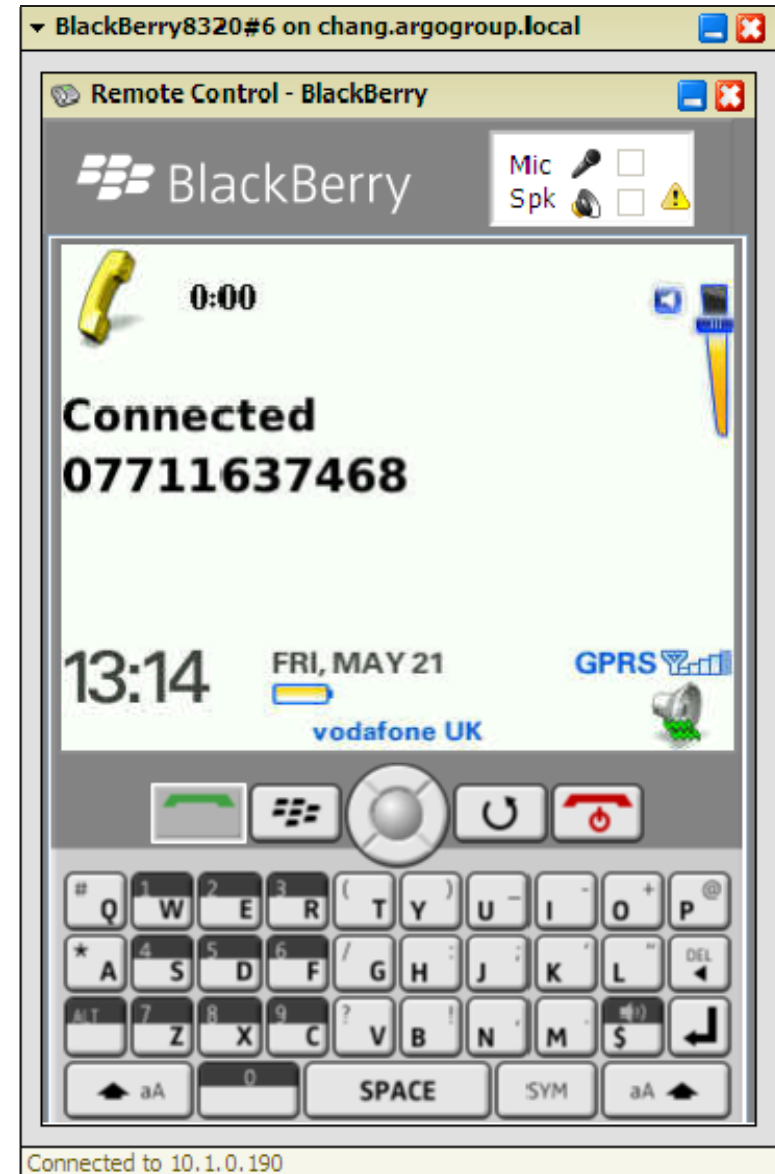 BlackBerry8320#6 on chang.argogroup.local
Remote Control - BlackBerry
BlackBerry
Mic
Spk
0:00
Connected
07711637468
13:14 FRI, MAY 21 GPRS
vodafone UK
# Q 1 W 2 E 3 R ( T ) Y _ U - I + O @ P
* A 4 S 5 D 6 F / G : H ; J ' K " L DEL
ALT 7 Z 8 X 9 C ? V ! B , N . M $
aA 0 SPACE SYM aA
Connected to 10.1.0.190